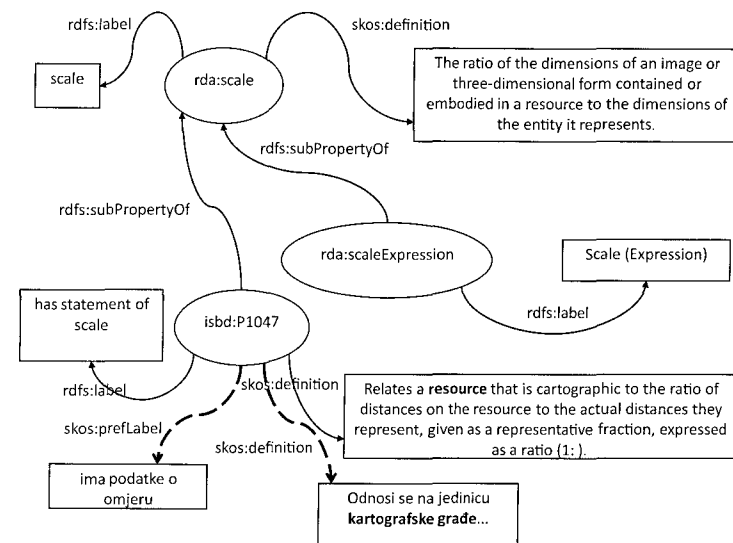 rdfs:label
skos:definition
scale
rda:scale
The ratio of the dimensions of an image or
three-dimensional form contained or
embodied in a resource to the dimensions of
the entity it represents.
rdfs:subPropertyOf
rdfs:subPropertyOf
rda:scaleExpression
Scale (Expression)
rdfs:label
has statement of
scale
isbd:P1047
rdfs:label
skos:definition
Relates a resource that is cartographic to the ratio of
distances on the resource to the actual distances they
represent, given as a representative fraction, expressed
as a ratio (1: ).
skos:prefLabel
skos:definition
ima podatke o
omjeru
Odnosi se na jedinicu
kartografske građe...